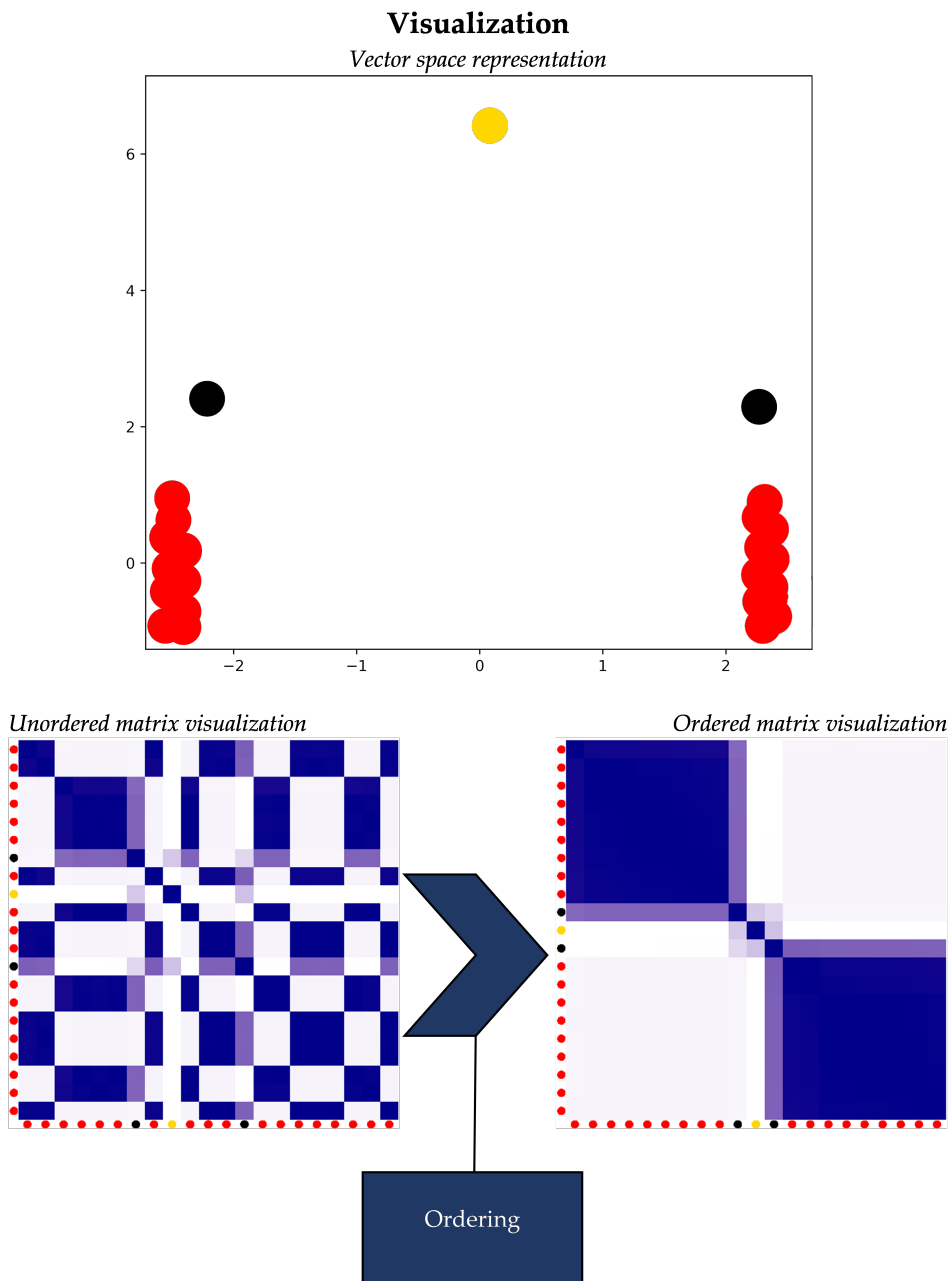 Visualization
Vector space representation
6
4
2
0
−2
−1
0
1
2
Unordered matrix visualization
Ordered matrix visualization
Ordering